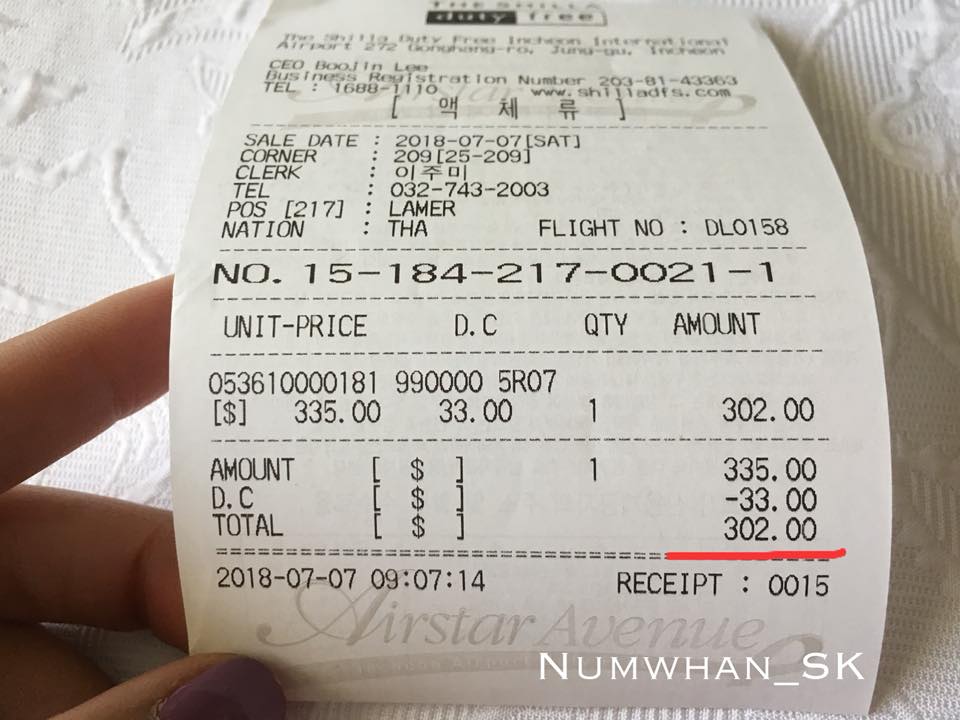 THE SHILLA
duty free
The Shilla Duty Free Incheon International
Airport 272 Gonghang-ro, Jung-gu, Incheon
CEO Boojin Lee
Business Registration Number 203-81-43363
TEL : 1688-1110 www.shilladfs.com
[ 액 체 류 ]
SALE DATE : 2018-07-07[SAT]
CORNER : 209[25-209]
CLERK : 이주미
TEL : 032-743-2003
POS [217] : LAMER
NATION : THA FLIGHT NO : DL0158
NO. 15-184-217-0021-1
UNIT-PRICE D.C QTY AMOUNT
053610000181 990000 5R07
[$] 335.00 33.00 1 302.00
AMOUNT [ $ ] 1 335.00
D.C [ $ ] -33.00
TOTAL [ $ ] 302.00
2018-07-07 09:07:14 RECEIPT : 0015
Airstar Avenue
NUMWHAN_SK